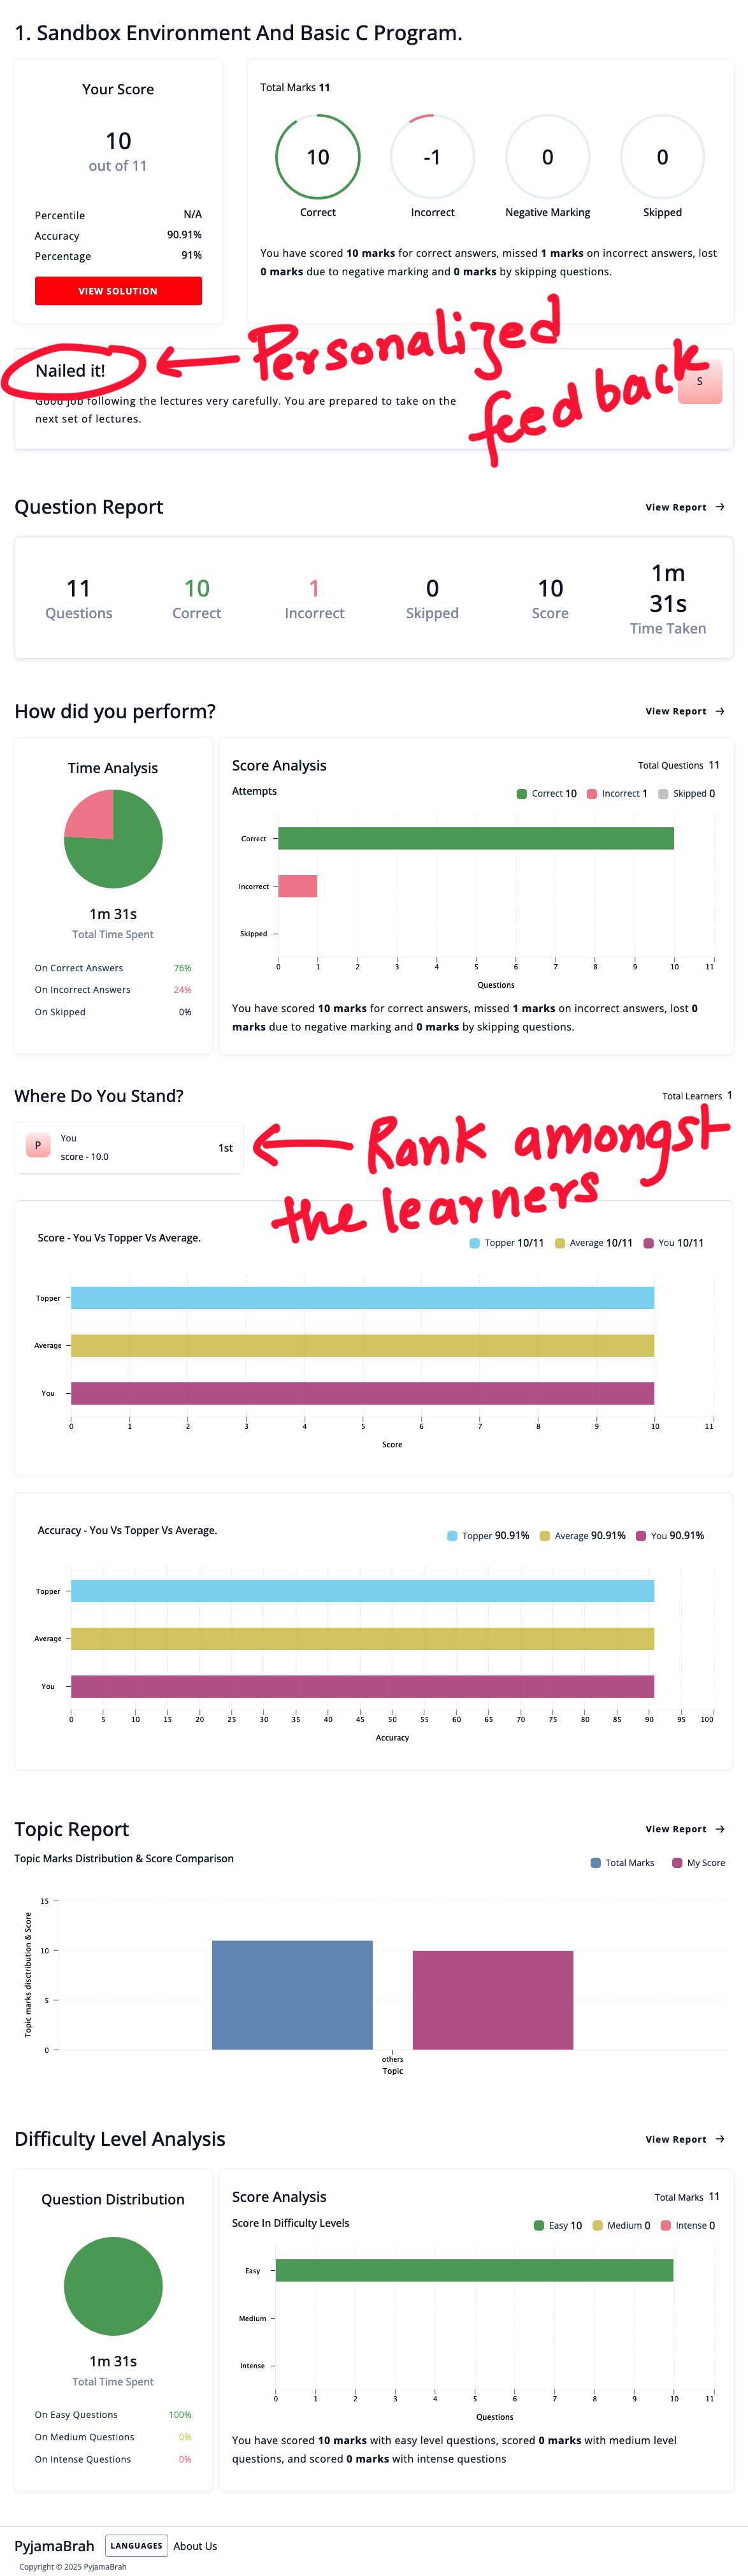 1. Sandbox Environment And Basic C Program.
Your Score
10
out of 11
Percentile N/A
Accuracy 90.91%
Percentage 91%
VIEW SOLUTION
Total Marks 11
10 -1 0 0
Correct Incorrect Negative Marking Skipped
You have scored 10 marks for correct answers, missed 1 marks on incorrect answers, lost
0 marks due to negative marking and 0 marks by skipping questions.
Personalized
feedback
Nailed it!
Good job following the lectures very carefully. You are prepared to take on the
next set of lectures.
S
Question Report View Report
11 10 1 0 10 1m
31s
Questions Correct Incorrect Skipped Score Time Taken
How did you perform? View Report
Time Analysis
1m 31s
Total Time Spent
On Correct Answers 76%
On Incorrect Answers 24%
On Skipped 0%
Score Analysis Total Questions 11
Attempts Correct 10 Incorrect 1 Skipped 0
Correct
Incorrect
Skipped
0 1 2 3 4 5 6 7 8 9 10 11
Questions
You have scored 10 marks for correct answers, missed 1 marks on incorrect answers, lost 0
marks due to negative marking and 0 marks by skipping questions.
Where Do You Stand? Total Learners 1
P You
score - 10.0 1st
Rank amongst
the learners
Score - You Vs Topper Vs Average. Topper 10/11 Average 10/11 You 10/11
Topper
Average
You
0 1 2 3 4 5 6 7 8 9 10 11
Score
Accuracy - You Vs Topper Vs Average. Topper 90.91% Average 90.91% You 90.91%
Topper
Average
You
0 5 10 15 20 25 30 35 40 45 50 55 60 65 70 75 80 85 90 95 100
Accuracy
Topic Report View Report
Topic Marks Distribution & Score Comparison Total Marks My Score
Topic marks disctribution & Score
15
10
5
0
others
Topic
Difficulty Level Analysis View Report
Question Distribution
1m 31s
Total Time Spent
On Easy Questions 100%
On Medium Questions 0%
On Intense Questions 0%
Score Analysis Total Marks 11
Score In Difficulty Levels Easy 10 Medium 0 Intense 0
Easy
Medium
Intense
0 1 2 3 4 5 6 7 8 9 10 11
Questions
You have scored 10 marks with easy level questions, scored 0 marks with medium level
questions, and scored 0 marks with intense questions
PyjamaBrah LANGUAGES About Us
Copyright © 2025 PyjamaBrah